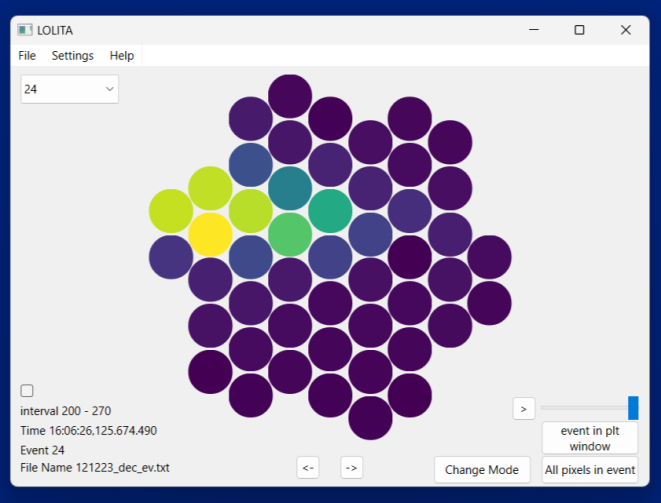 LOLITA
File Settings Help
24
interval 200 - 270
Time 16:06:26,125.674.490
Event 24
File Name 121223_dec_ev.txt
<- ->
>
event in plt
window
Change Mode
All pixels in event